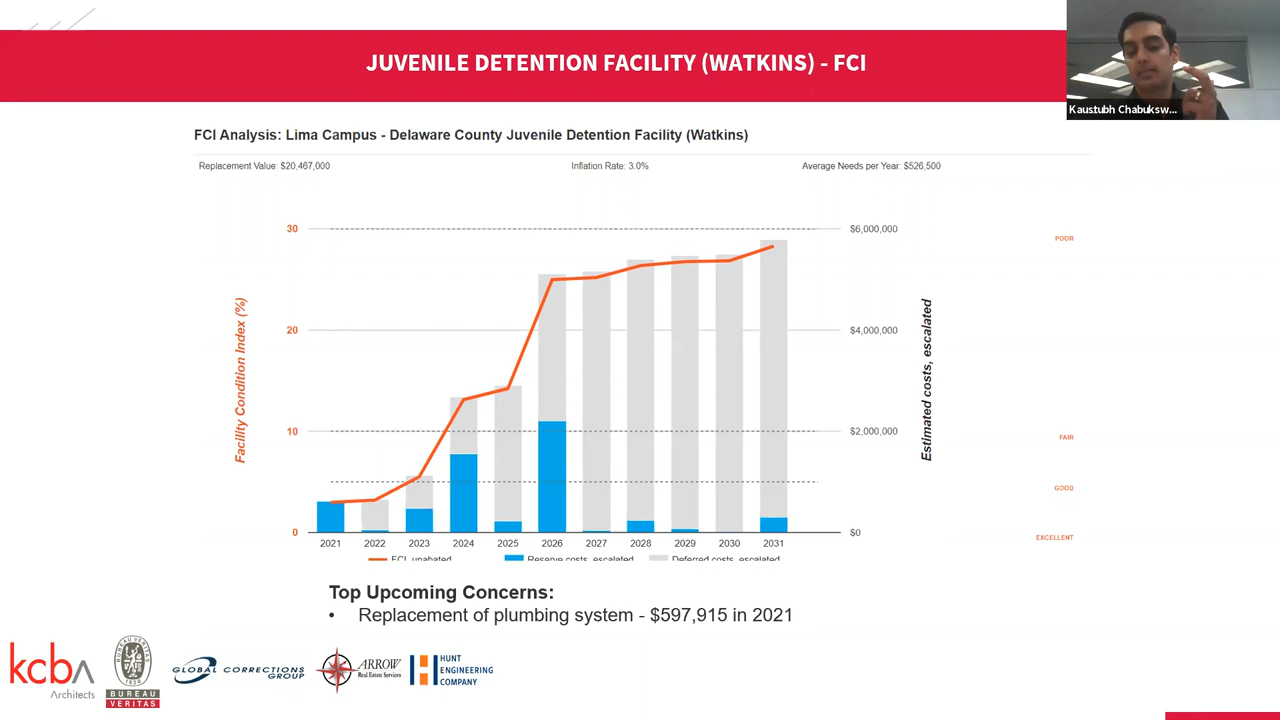 JUVENILE DETENTION FACILITY (WATKINS) - FCI
Kaustubh Chabuksw...
FCI Analysis: Lima Campus - Delaware County Juvenile Detention Facility (Watkins)
Replacement Value: $20,467,000
Inflation Rate: 3.0%
Average Needs per Year: $526,500
30
20
10
0
Facility Condition Index (%)
$6,000,000
$4,000,000
$2,000,000
$0
Estimated costs, escalated
POOR
FAIR
GOOD
EXCELLENT
2021 2022 2023 2024 2025 2026 2027 2028 2029 2030 2031
FCI, unabated
Reserve costs, escalated
Deferred costs, escalated
Top Upcoming Concerns:
• Replacement of plumbing system - $597,915 in 2021
kcba
Architects
BUREAU VERITAS
1828
BUREAU
VERITAS
GLOBAL CORRECTIONS
GROUP
ARROW
Real Estate Services
HUNT
ENGINEERING
COMPANY